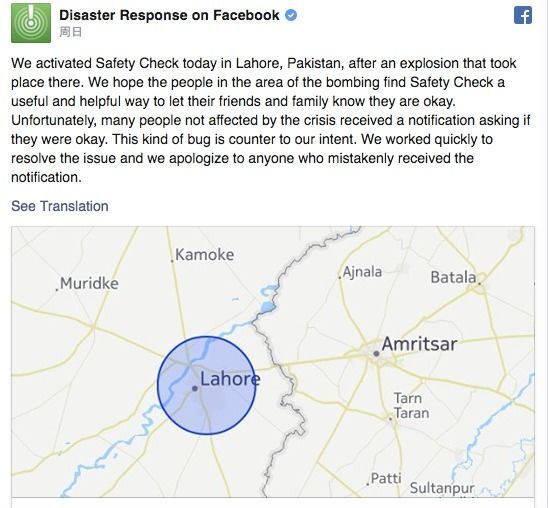 Disaster Response on Facebook
周日
We activated Safety Check today in Lahore, Pakistan, after an explosion that took
place there. We hope the people in the area of the bombing find Safety Check a
useful and helpful way to let their friends and family know they are okay.
Unfortunately, many people not affected by the crisis received a notification asking if
they were okay. This kind of bug is counter to our intent. We worked quickly to
resolve the issue and we apologize to anyone who mistakenly received the
notification.
See Translation
Kamoke
Muridke
Ajnala
Batala
Amritsar
Lahore
Tarn
Taran
Patti
Sultanpur